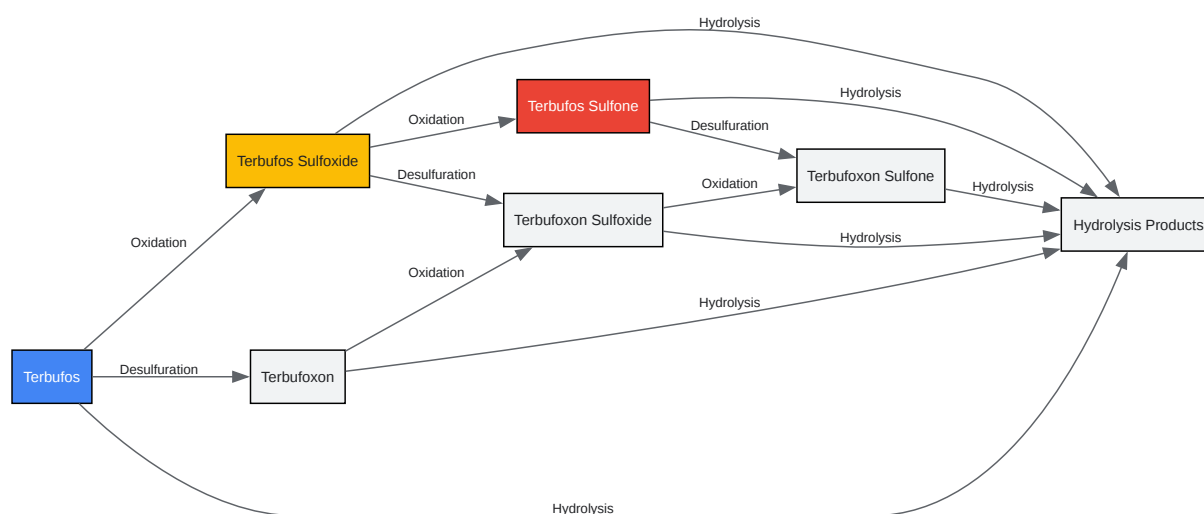 Hydrolysis
Terbufos Sulfone
Hydrolysis
Oxidation
Desulfuration
Terbufos Sulfoxide
Desulfuration
Terbufoxon Sulfone
Oxidation
Hydrolysis
Terbufoxon Sulfoxide
Hydrolysis Products
Oxidation
Hydrolysis
Oxidation
Hydrolysis
Terbufos
Desulfuration
Terbufoxon
Hydrolysis